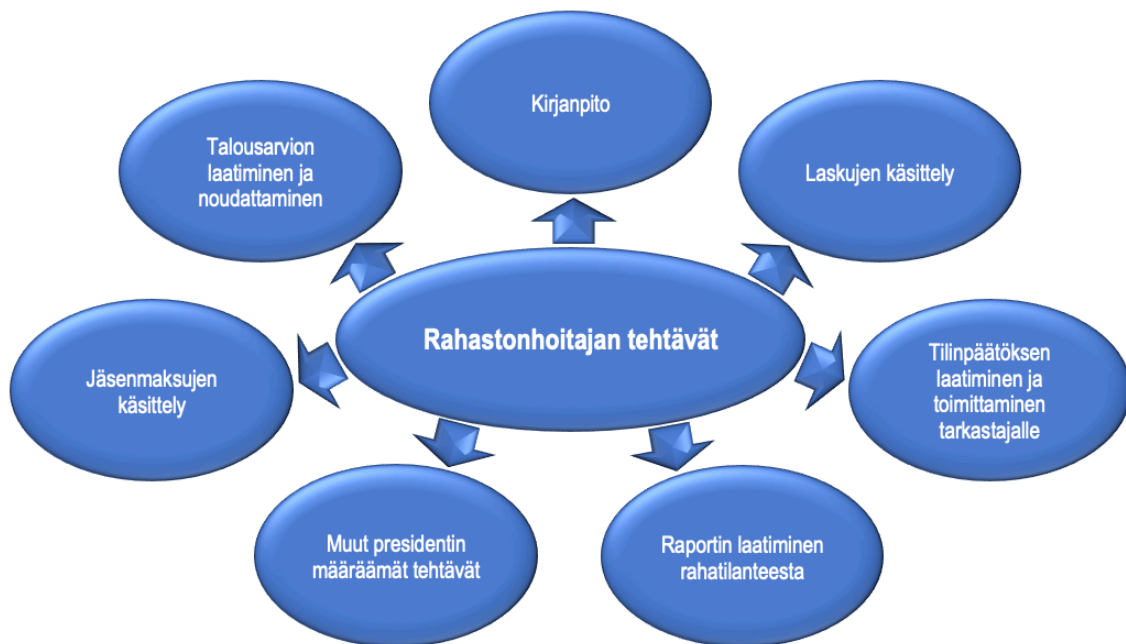 Kirjanpito
Talousarvion
laatiminen ja
noudattaminen
Laskujen käsittely
Rahastonhoitajan tehtävät
Jäsenmaksujen
käsittely
Tilinpäätöksen
laatiminen ja
toimittaminen
tarkastajalle
Muut presidentin
määräämät tehtävät
Raportin laatiminen
rahatilanteesta